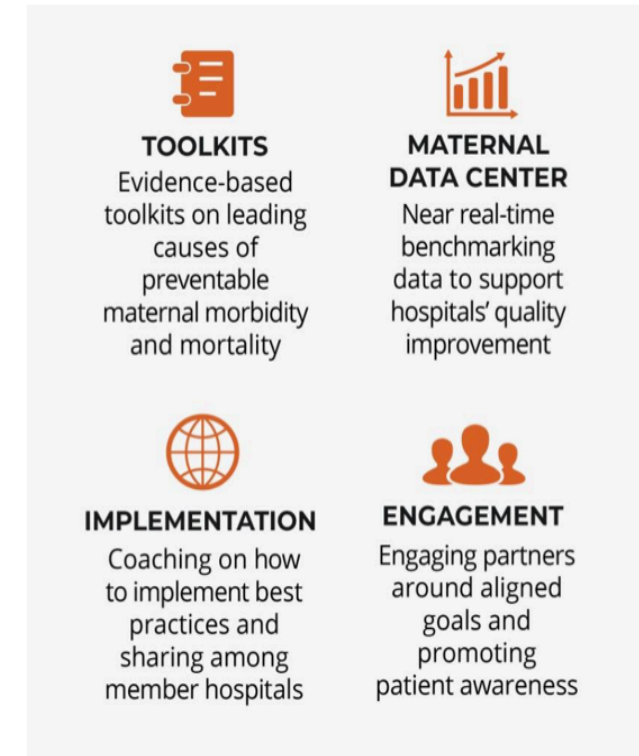 TOOLKITS
Evidence-based
toolkits on leading
causes of
preventable
maternal morbidity
and mortality
MATERNAL
DATA CENTER
Near real-time
benchmarking
data to support
hospitals’ quality
improvement
IMPLEMENTATION
Coaching on how
to implement best
practices and
sharing among
member hospitals
ENGAGEMENT
Engaging partners
around aligned
goals and
promoting
patient awareness